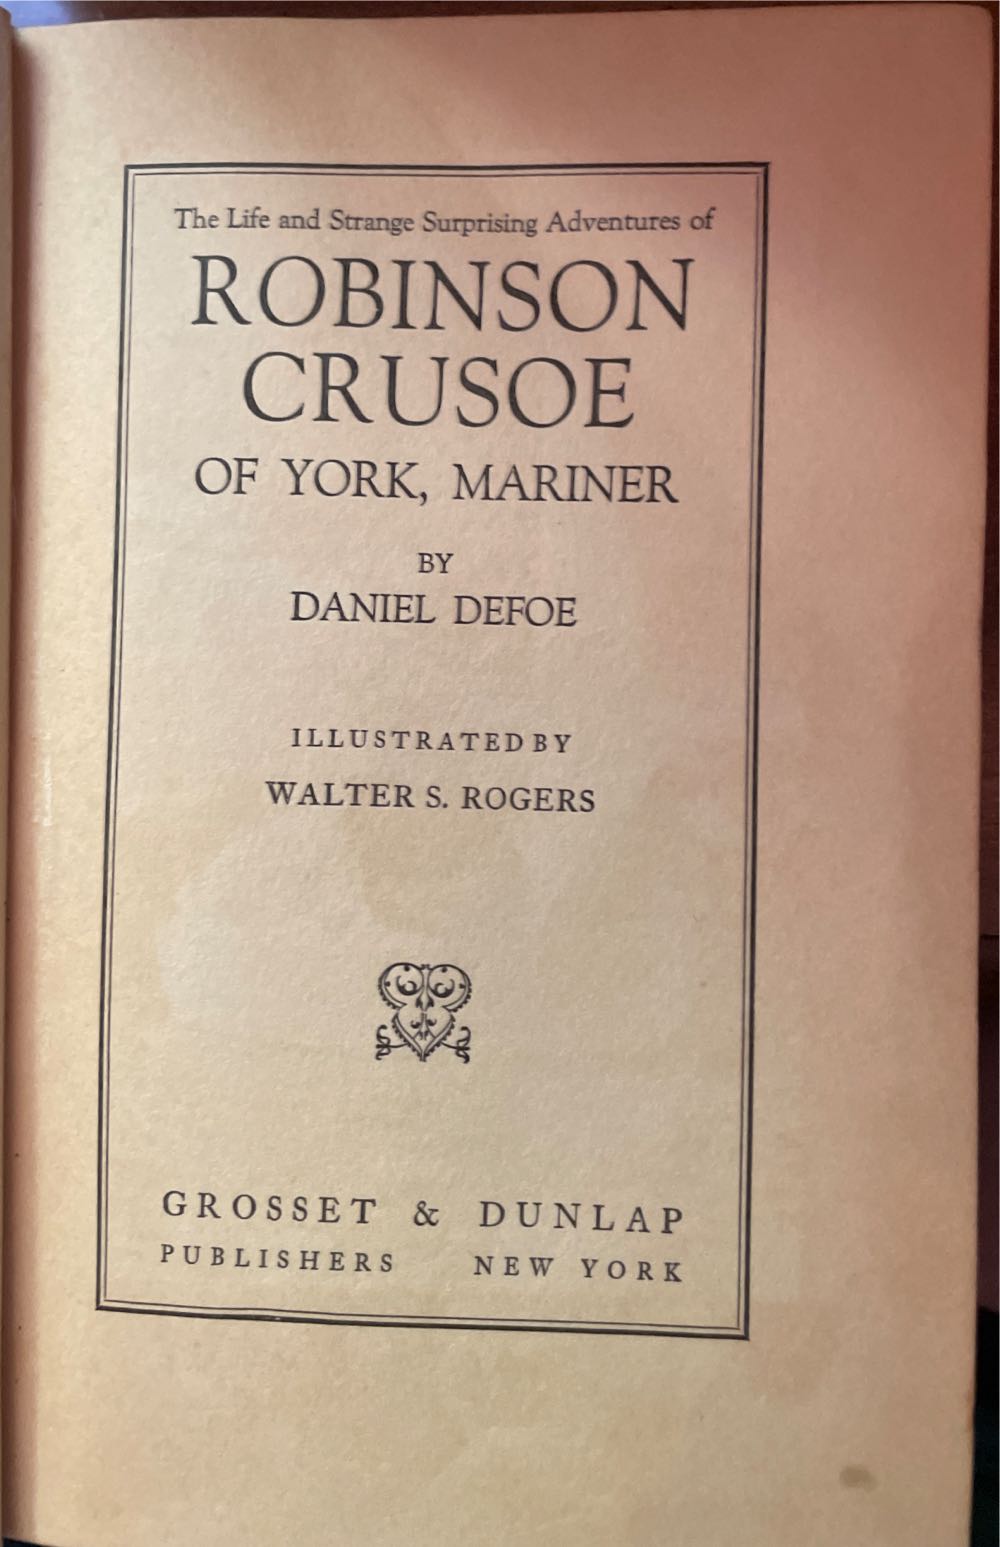 The Life and Strange Surprising Adventures of
ROBINSON
CRUSOE
OF YORK, MARINER
BY
DANIEL DEFOE
ILLUSTRATED BY
WALTER S. ROGERS
GROSSET & DUNLAP
PUBLISHERS NEW YORK